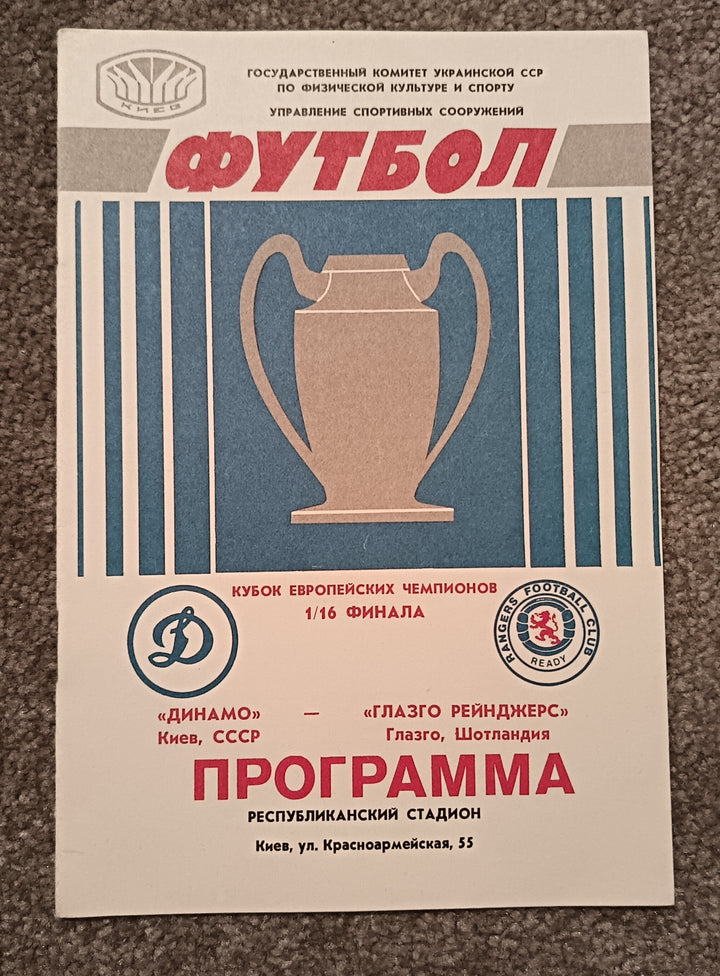 КИЕВ
ГОСУДАРСТВЕННЫЙ КОМИТЕТ УКРАИНСКОЙ ССР
ПО ФИЗИЧЕСКОЙ КУЛЬТУРЕ И СПОРТУ
УПРАВЛЕНИЕ СПОРТИВНЫХ СООРУЖЕНИЙ
ФУТБОЛ
КУБОК ЕВРОПЕЙСКИХ ЧЕМПИОНОВ
1/16 ФИНАЛА
Д
RANGERS FOOTBALL CLUB
READY
«ДИНАМО» — «ГЛАЗГО РЕЙНДЖЕРС»
Киев, СССР Глазго, Шотландия
ПРОГРАММА
РЕСПУБЛИКАНСКИЙ СТАДИОН
Киев, ул. Красноармейская, 55